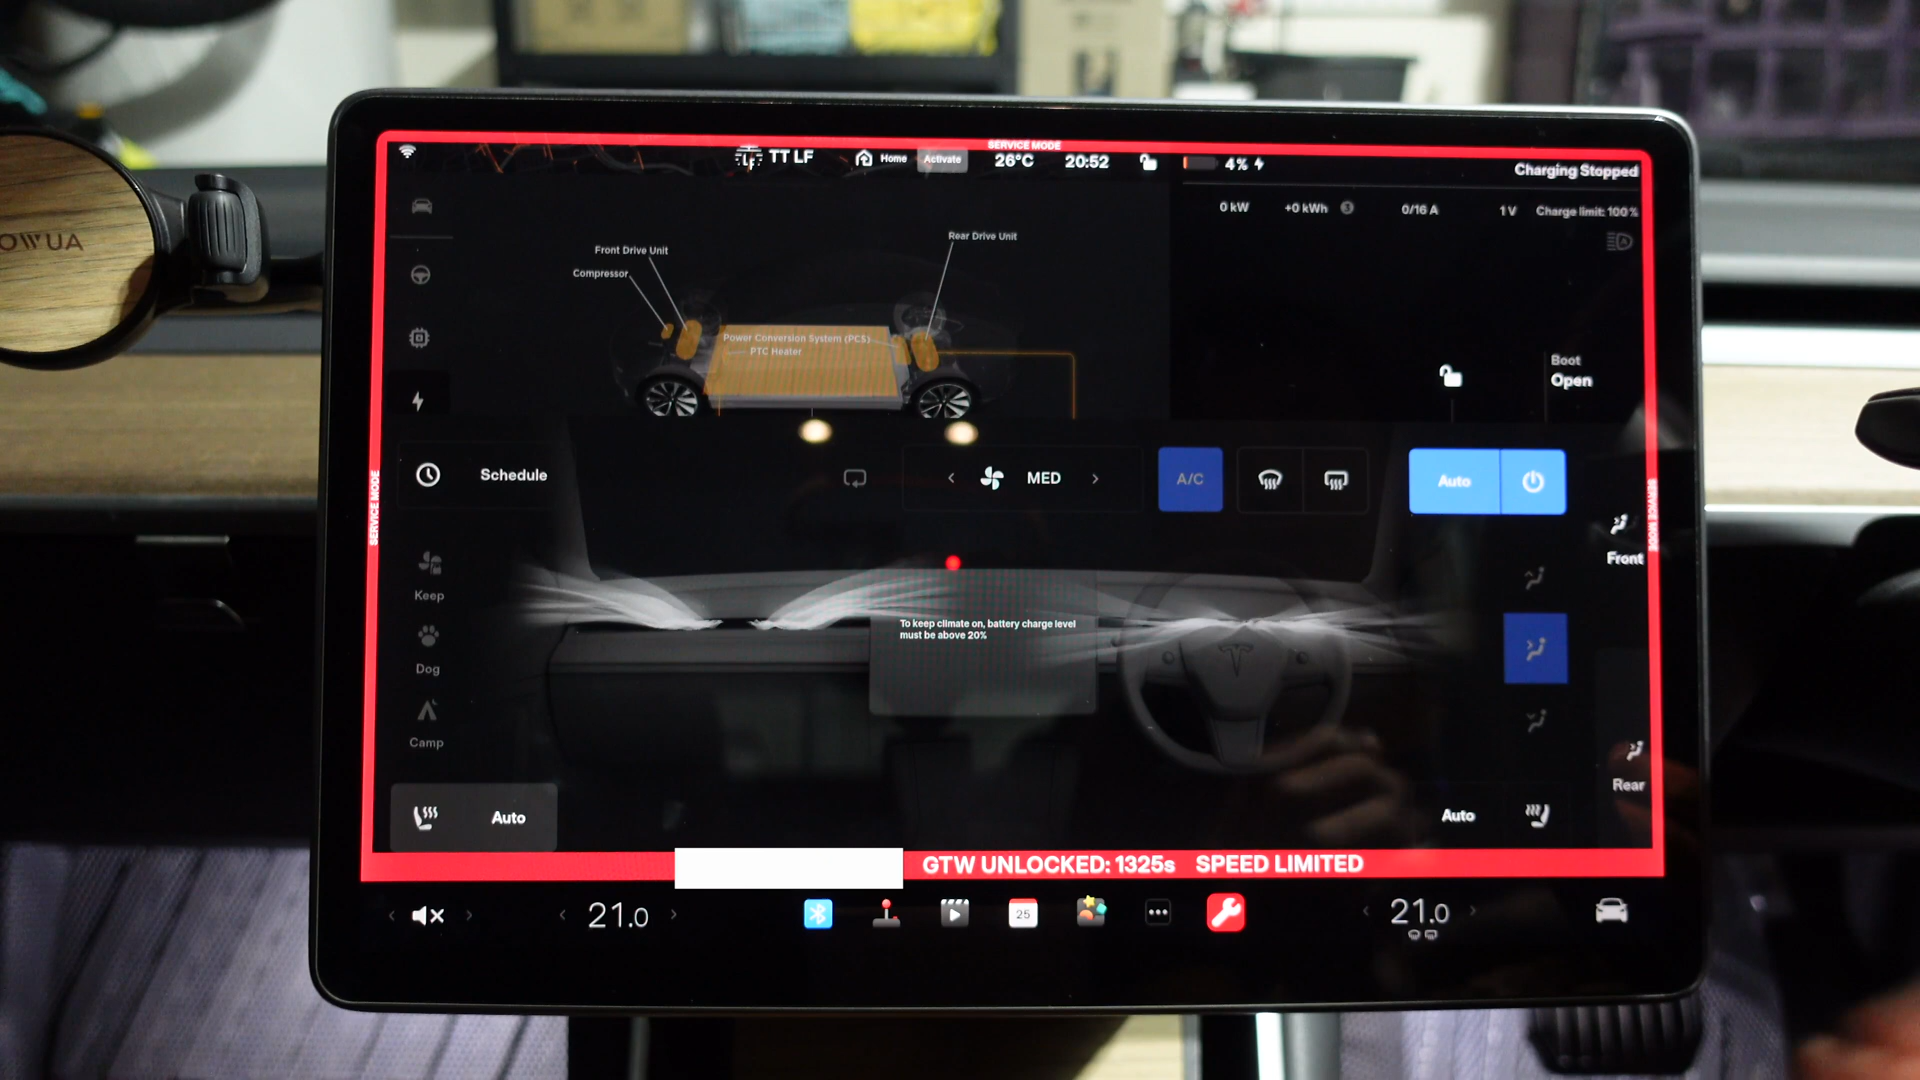 SERVICE MODE
TT LF
Home
Activate
26°C
20:52
4%
Charging Stopped
0 kW
+0 kWh
3
0/16 A
1 V
Charge limit: 100 %
Front Drive Unit
Compressor
Rear Drive Unit
Power Conversion System (PCS)
PTC Heater
Boot
Open
Schedule
MED
A/C
Auto
Front
SERVICE MODE
SERVICE MODE
Keep
Dog
Camp
To keep climate on, battery charge level
must be above 20%
Rear
Auto
Auto
GTW UNLOCKED: 1325s SPEED LIMITED
21.0
25
21.0